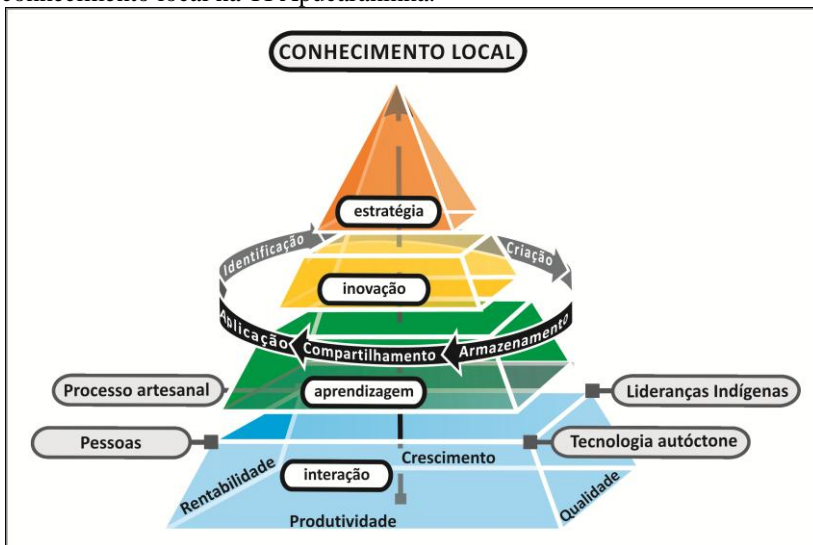 conhecimento local na TI Apucaraninha.
CONHECIMENTO LOCAL
estratégia
Identificação
Criação
inovação
Aplicação
Compartilhamento
Armazenamento
Processo artesanal
aprendizagem
Lideranças Indígenas
Pessoas
Tecnologia autóctone
Rentabilidade
interação
Crescimento
Qualidade
Produtividade